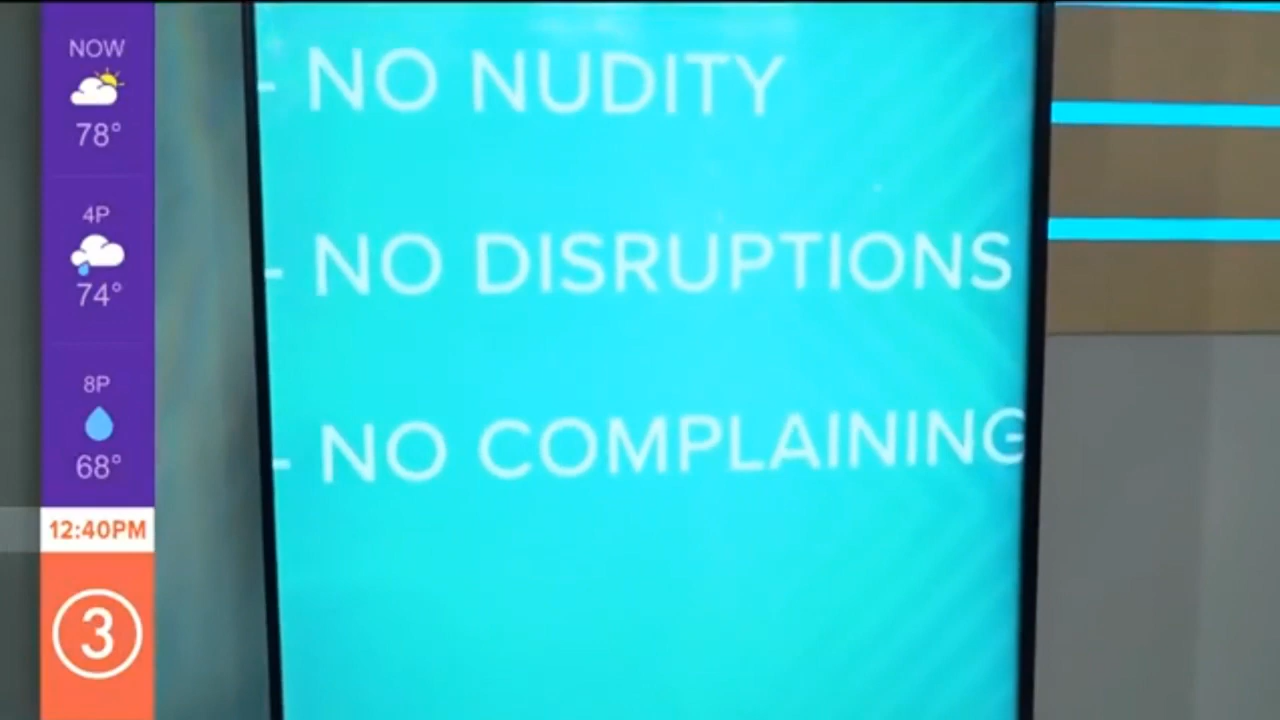 NOW
78°
4P
74°
8P
68°
12:40PM
3
- NO NUDITY
- NO DISRUPTIONS
- NO COMPLAINING